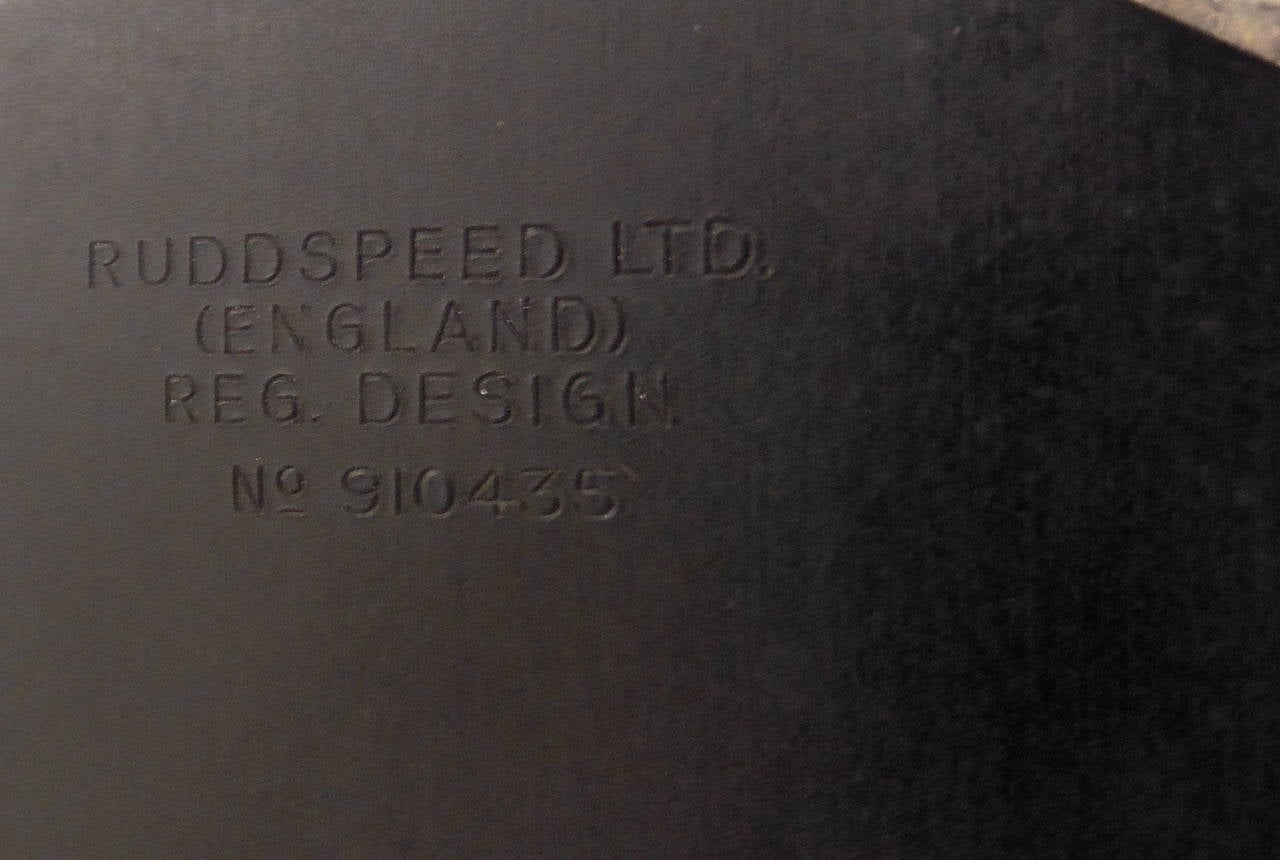 RUDDSPEED LTD.
(ENGLAND)
REG. DESIGN.
Nº 910435